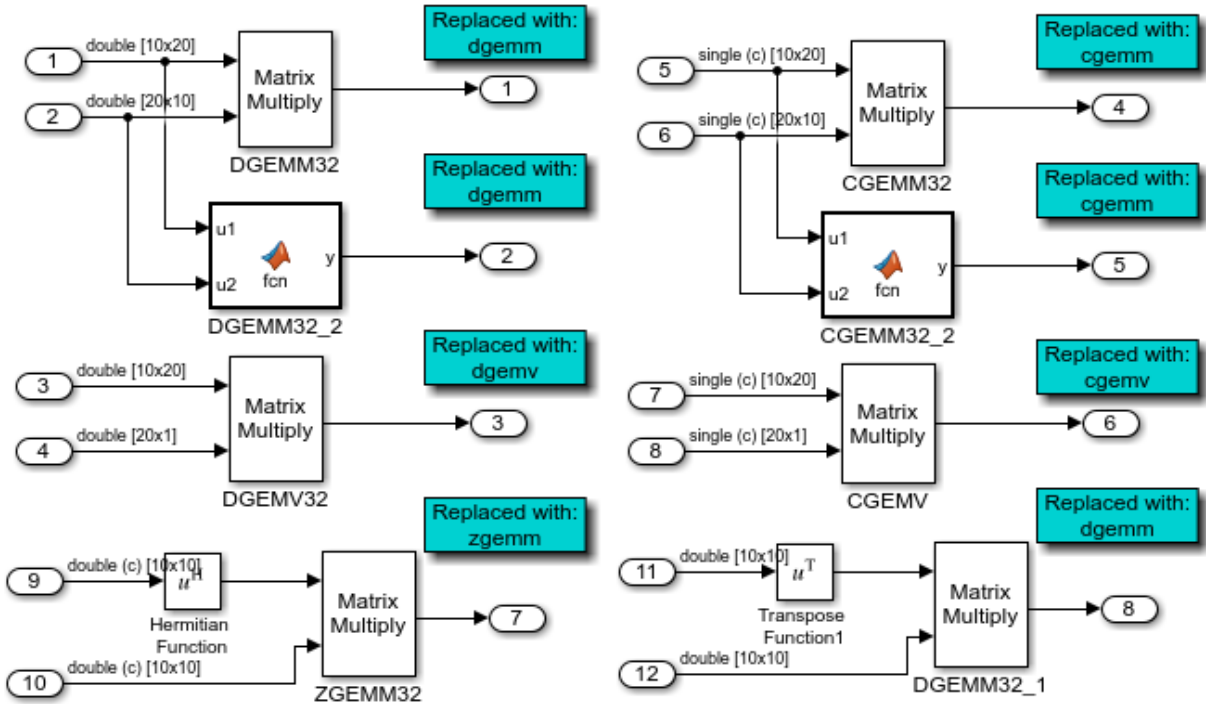 Replaced with:
dgemm
1
double [10x20]
2
double [20x10]
Matrix
Multiply
DGEMM32
1
Replaced with:
dgemm
u1
u2
fcn
y
DGEMM32_2
2
Replaced with:
dgemv
3
double [10x20]
4
double [20x1]
Matrix
Multiply
DGEMV32
3
Replaced with:
zgemm
9
double (c) [10x10]
u^H
Hermitian
Function
10
double (c) [10x10]
Matrix
Multiply
ZGEMM32
7
Replaced with:
cgemm
5
single (c) [10x20]
6
single (c) [20x10]
Matrix
Multiply
CGEMM32
4
Replaced with:
cgemm
u1
u2
fcn
y
CGEMM32_2
5
Replaced with:
cgemv
7
single (c) [10x20]
8
single (c) [20x1]
Matrix
Multiply
CGEMV
6
Replaced with:
dgemm
11
double [10x10]
u^T
Transpose
Function1
12
double [10x10]
Matrix
Multiply
DGEMM32_1
8